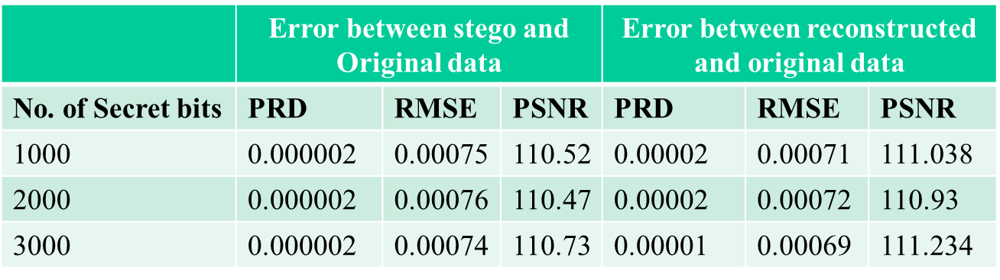 Error between stego and Error between reconstructed
Original data and original data
No. of Secret bits PRD RMSE PSNR PRD RMSE PSNR
1000 0.000002 0.00075 110.52 0.00002 0.00071 111.038
2000 0.000002 0.00076 110.47 0.00002 0.00072 110.93
3000 0.000002 0.00074 110.73 0.00001 0.00069 111.234